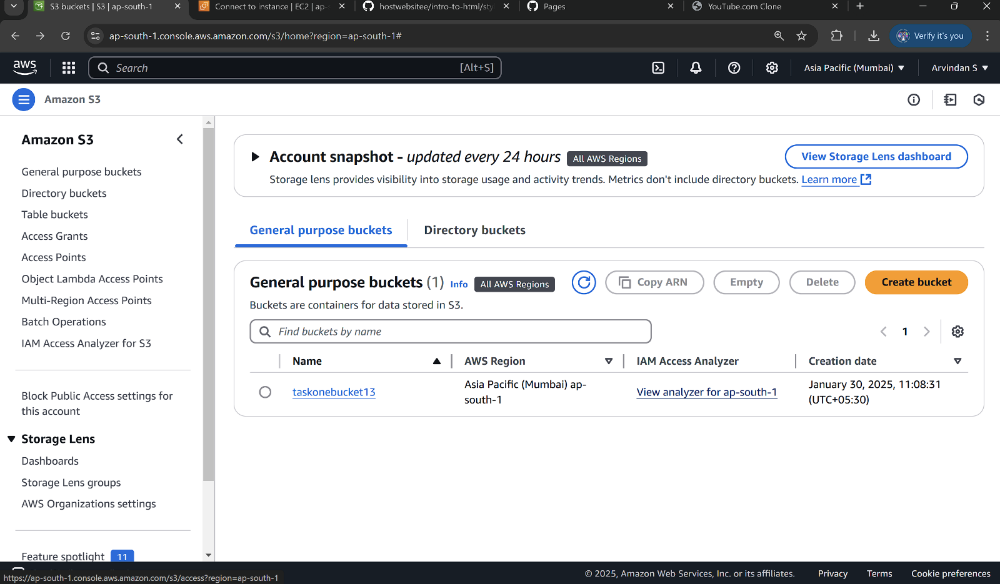 S3 buckets | S3 | ap-south-1
Connect to instance | EC2 | ap-
hostwebsitee/intro-to-html/sty
Pages
YouTube.com Clone
ap-south-1.console.aws.amazon.com/s3/home?region=ap-south-1#
Verify it's you
aws
Search
[Alt+S]
Asia Pacific (Mumbai)
Arvindan S
Amazon S3
Amazon S3
General purpose buckets
Directory buckets
Table buckets
Access Grants
Access Points
Object Lambda Access Points
Multi-Region Access Points
Batch Operations
IAM Access Analyzer for S3
Block Public Access settings for
this account
Storage Lens
Dashboards
Storage Lens groups
AWS Organizations settings
Feature spotlight 11
Account snapshot - updated every 24 hours All AWS Regions
View Storage Lens dashboard
Storage lens provides visibility into storage usage and activity trends. Metrics don't include directory buckets. Learn more
General purpose buckets
Directory buckets
General purpose buckets (1) Info All AWS Regions
Copy ARN
Empty
Delete
Create bucket
Buckets are containers for data stored in S3.
Find buckets by name
1
Name
AWS Region
IAM Access Analyzer
Creation date
taskonebucket13
Asia Pacific (Mumbai) ap-
south-1
View analyzer for ap-south-1
January 30, 2025, 11:08:31
(UTC+05:30)
https://ap-south-1.console.aws.amazon.com/s3/access?region=ap-south-1
© 2025, Amazon Web Services, Inc. or its affiliates.
Privacy
Terms
Cookie preferences